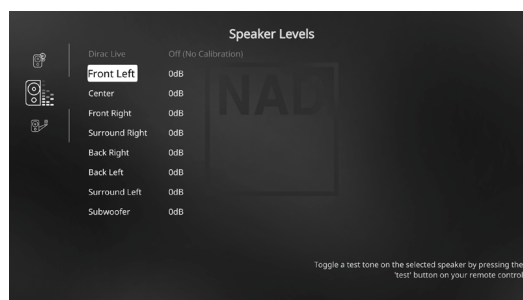 Speaker Levels
Dirac Live Off (No Calibration)
Front Left 0dB
Center 0dB
Front Right 0dB
Surround Right 0dB
Back Right 0dB
Back Left 0dB
Surround Left 0dB
Subwoofer 0dB
NAD
Toggle a test tone on the selected speaker by pressing the
'test' button on your remote control